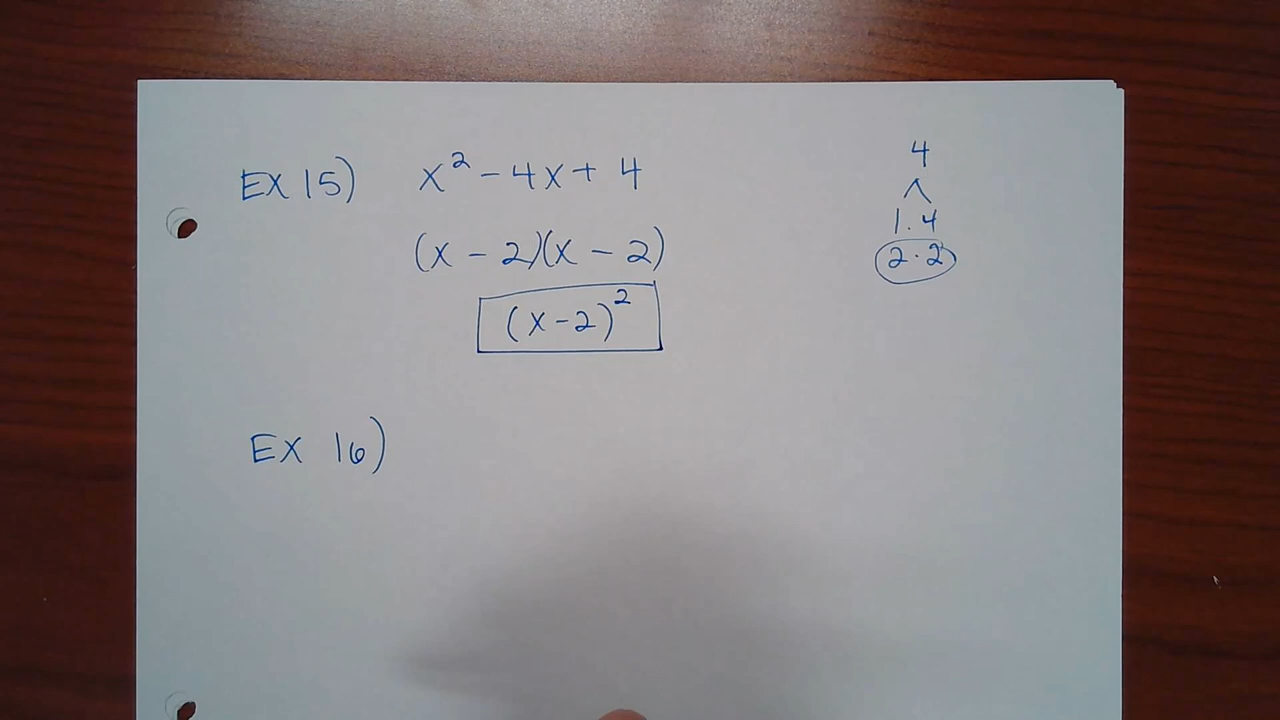 EX 15) x² - 4x + 4
(x - 2)(x - 2)
(x - 2)²
4
1 · 4
2 · 2
EX 16)